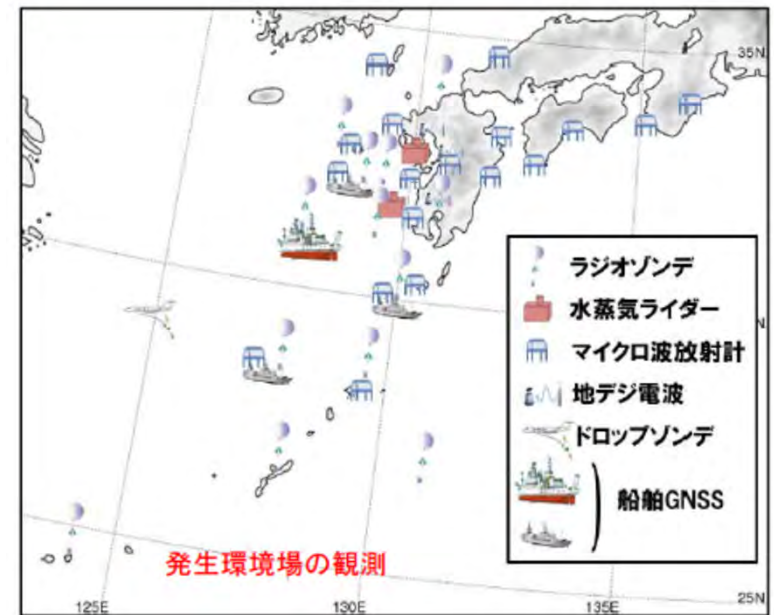 35N
ラジオゾンデ
水蒸気ライダー
マイクロ波放射計
地デジ電波
ドロップゾンデ
船舶GNSS
N
発生環境場の観測
125E
130E
135E
25N